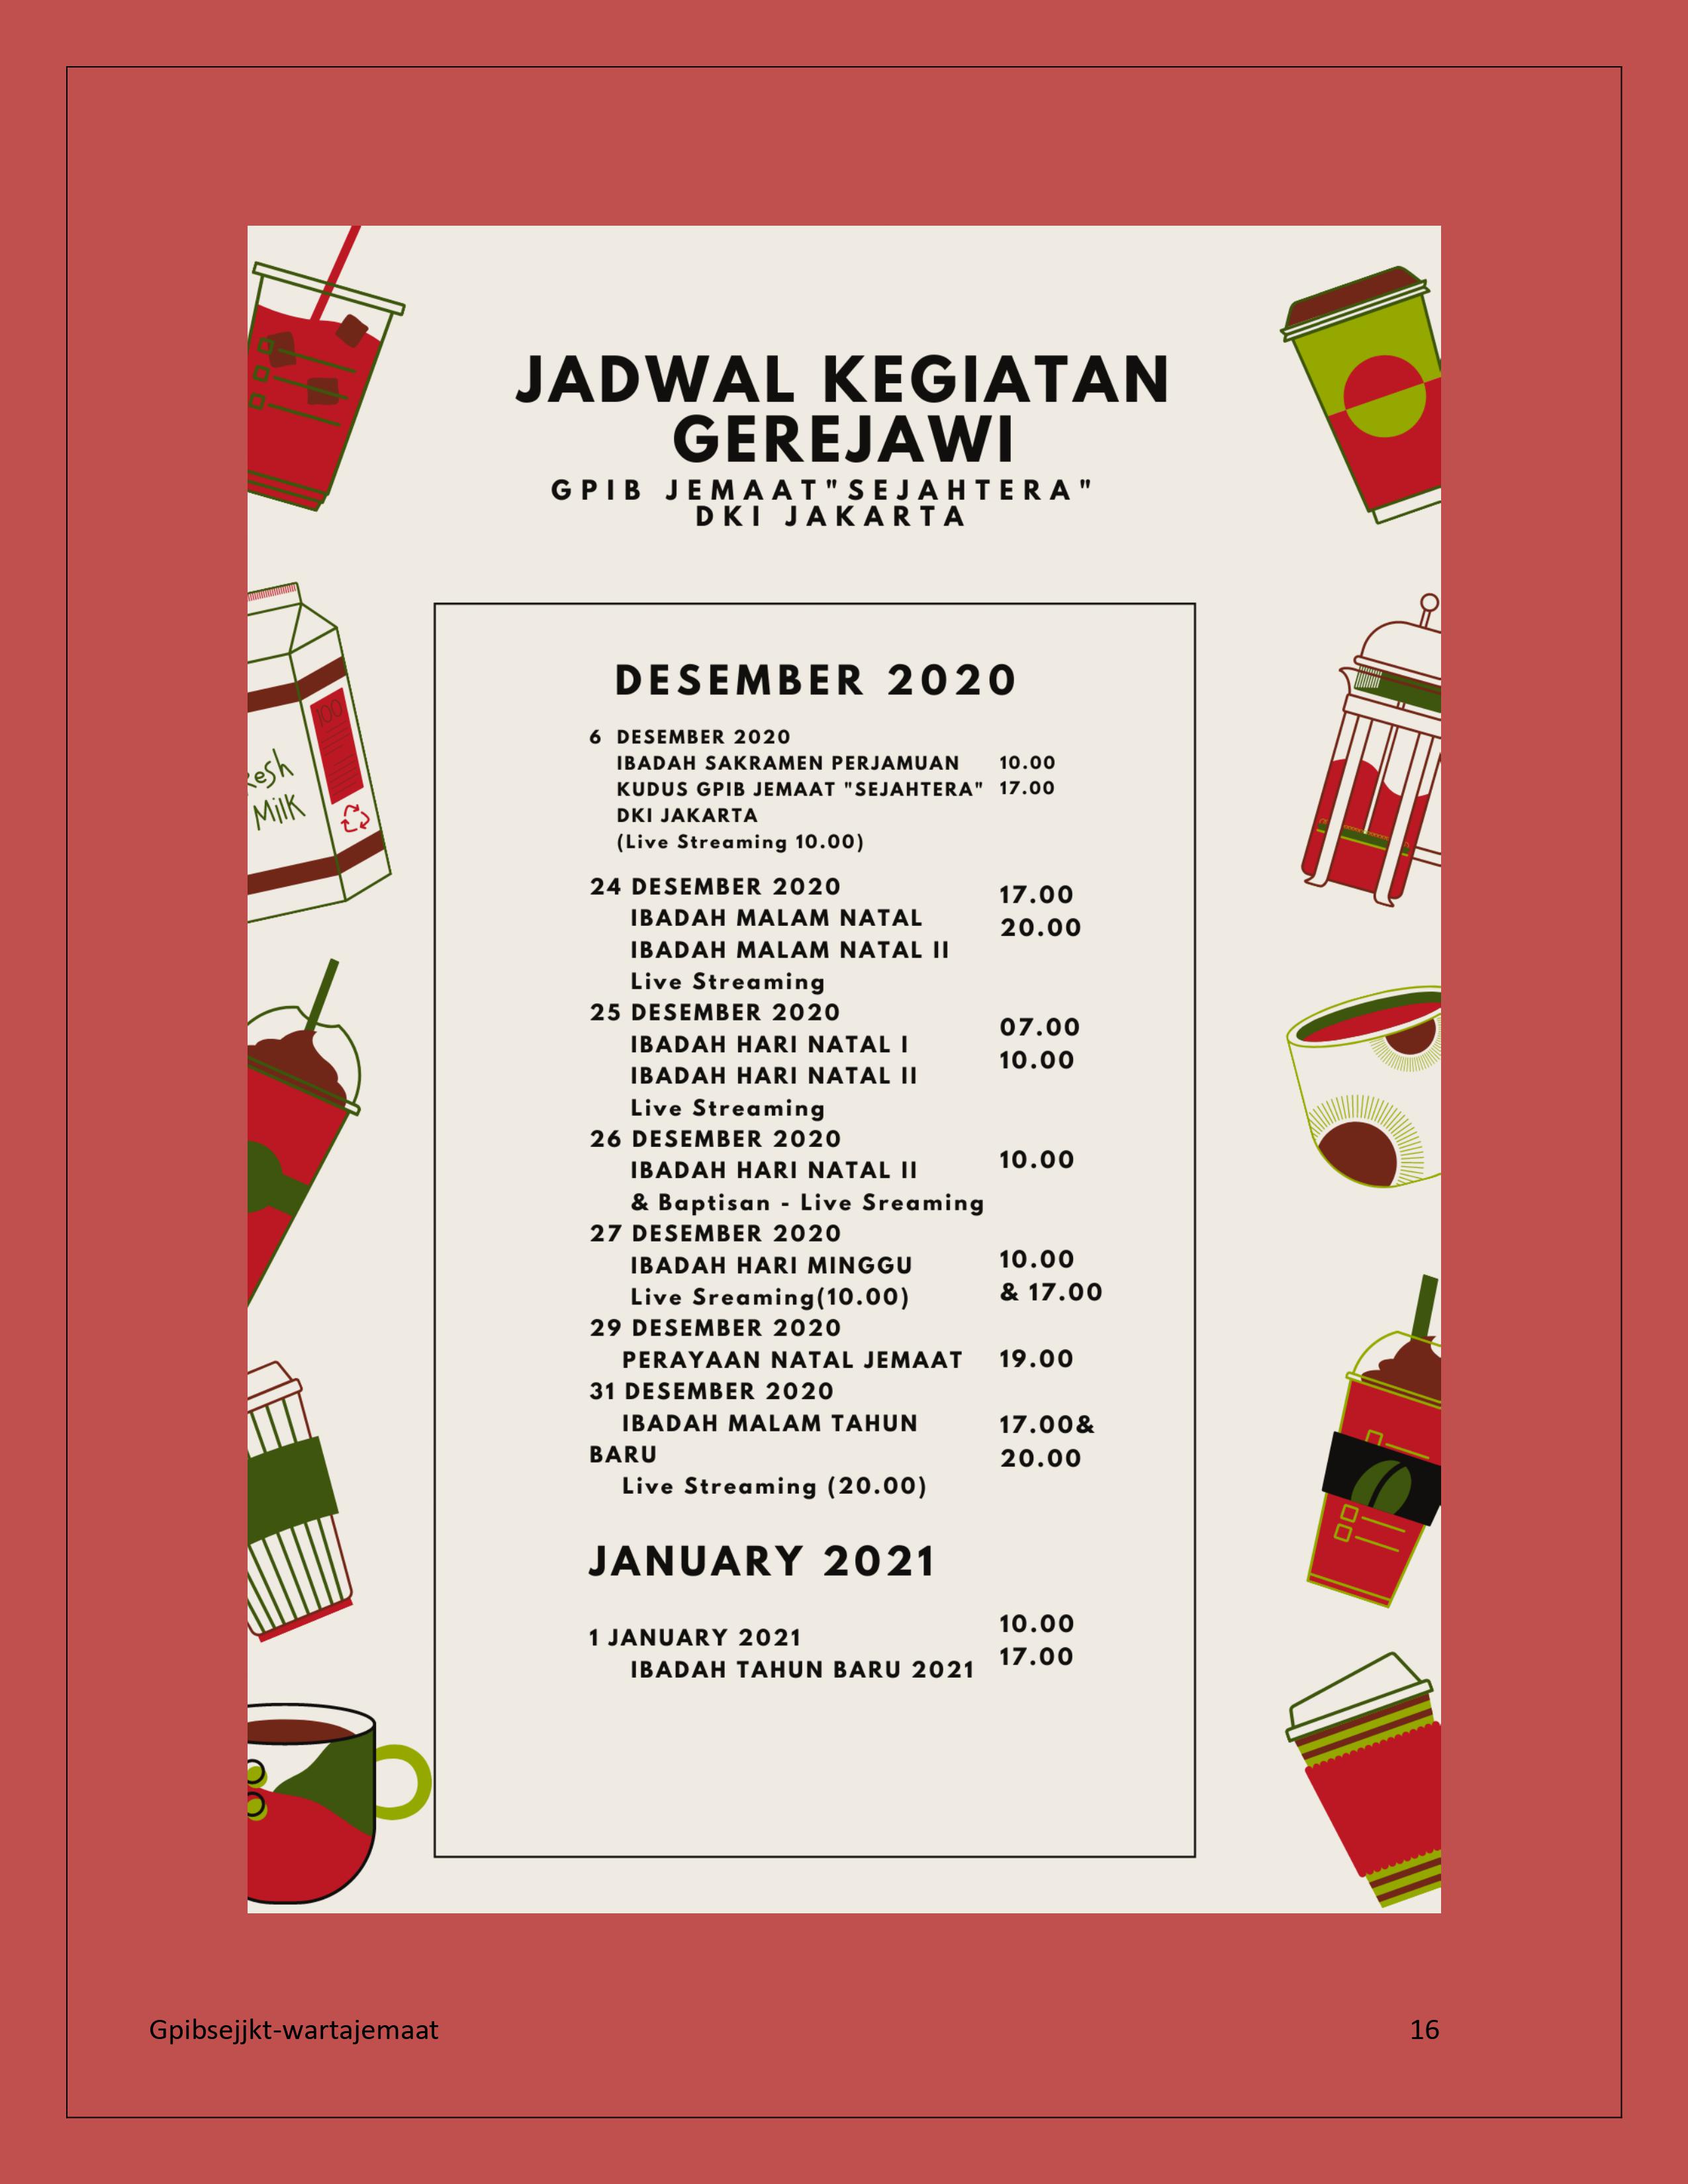 JADWAL KEGIATAN
GEREJAWI
GPIB JEMAAT"SEJAHTERA"
DKI JAKARTA
DESEMBER 2020
6 DESEMBER 2020
IBADAH SAKRAMEN PERJAMUAN 10.00
KUDUS GPIB JEMAAT "SEJAHTERA" 17.00
DKI JAKARTA
(Live Streaming 10.00)
24 DESEMBER 2020 17.00
IBADAH MALAM NATAL 20.00
IBADAH MALAM NATAL II
Live Streaming
25 DESEMBER 2020 07.00
IBADAH HARI NATAL I 10.00
IBADAH HARI NATAL II
Live Streaming
26 DESEMBER 2020
IBADAH HARI NATAL II 10.00
& Baptisan - Live Sreaming
27 DESEMBER 2020
IBADAH HARI MINGGU 10.00
Live Sreaming(10.00) & 17.00
29 DESEMBER 2020
PERAYAAN NATAL JEMAAT 19.00
31 DESEMBER 2020
IBADAH MALAM TAHUN 17.00&
BARU 20.00
Live Streaming (20.00)
JANUARY 2021
1 JANUARY 2021 10.00
IBADAH TAHUN BARU 2021 17.00
100
resh
Milk
Gpibsejjkt-wartajemaat 16